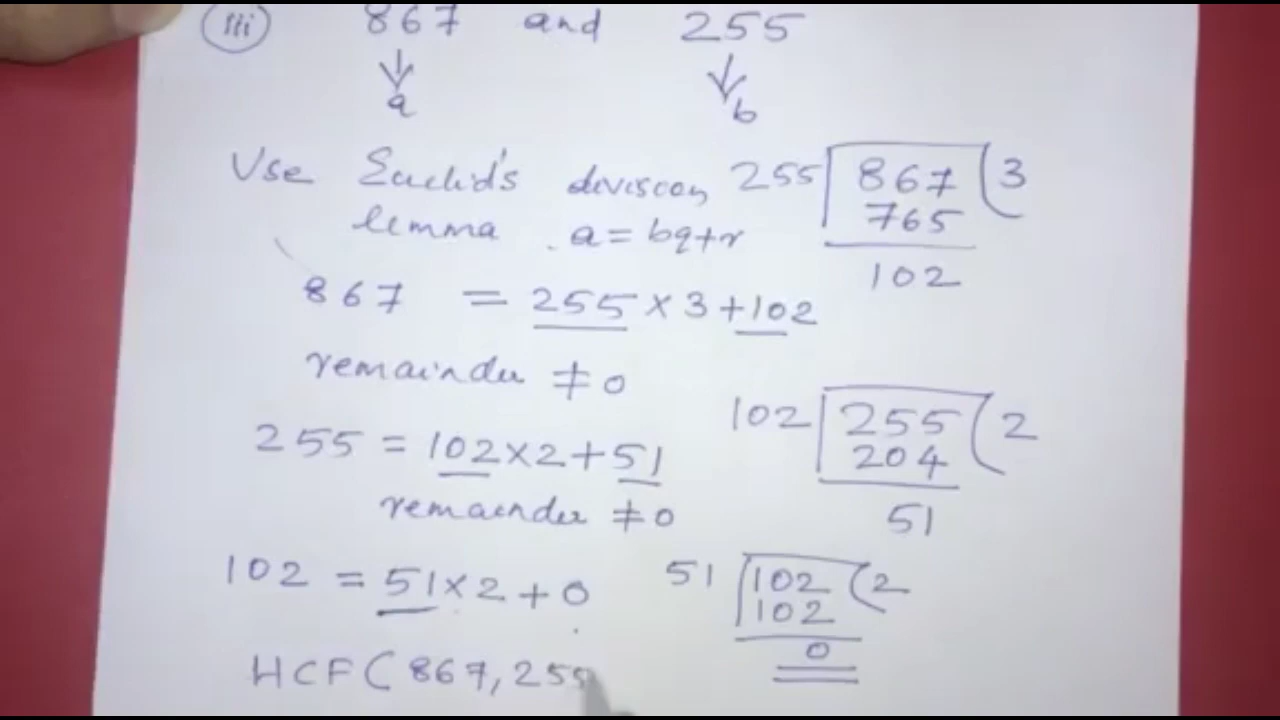 (iii) 867 and 255
a b
Use Euclid's division
lemma . a = bq+r
255 867 3
765
102
867 = 255 × 3 + 102
remainder ≠ 0
102 255 2
204
51
255 = 102 × 2 + 51
remainder ≠ 0
51 102 2
102
0
102 = 51 × 2 + 0
HCF ( 867, 255